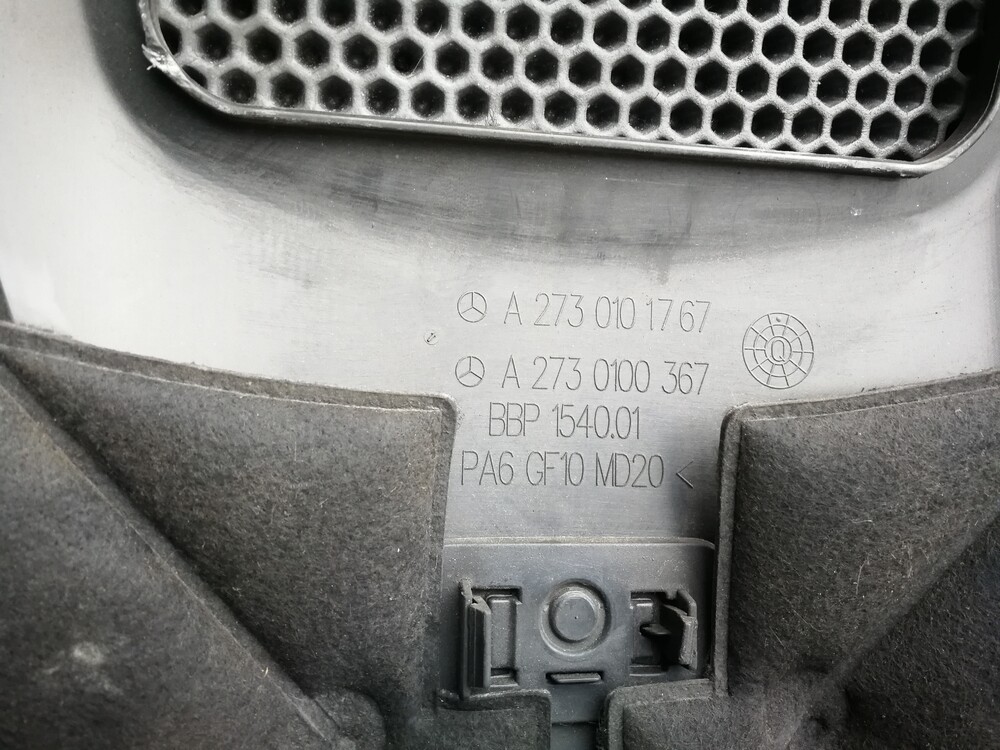 A 273 010 17 67
Q
A 273 0100 367
BBP 1540.01
PA6 GF10 MD20 <